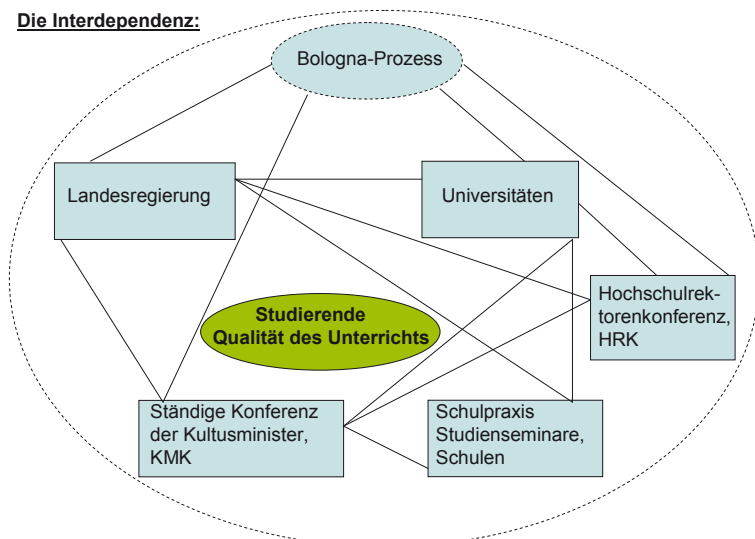 Die Interdependenz:
Bologna-Prozess
Landesregierung
Universitäten
Hochschulrek-
torenkonferenz,
HRK
Studierende
Qualität des Unterrichts
Ständige Konferenz
der Kultusminister,
KMK
Schulpraxis
Studienseminare,
Schulen